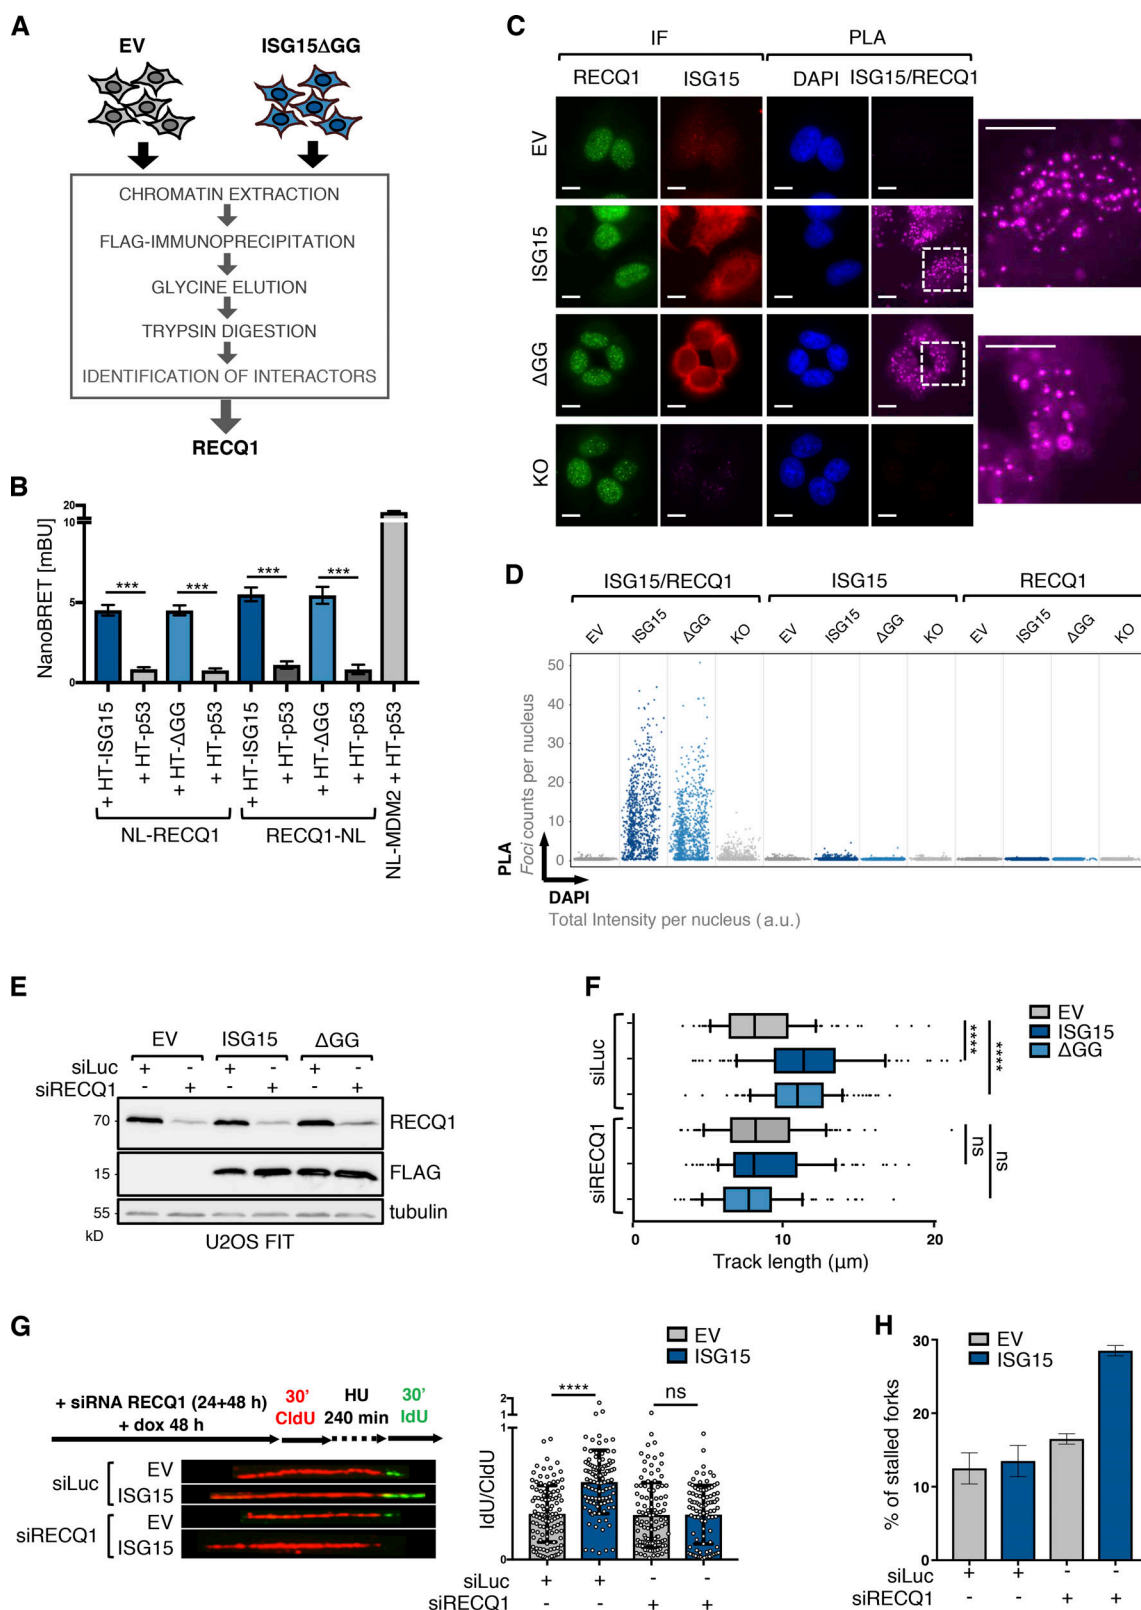 A
EV
ISG15ΔGG
CHROMATIN EXTRACTION
FLAG-IMMUNOPRECIPITATION
GLYCINE ELUTION
TRYPSIN DIGESTION
IDENTIFICATION OF INTERACTORS
RECQ1
B
NanoBRET [mBU]
20
10
5
0
*** *** *** ***
+ HT-ISG15
+ HT-p53
+ HT-ΔGG
+ HT-p53
+ HT-ISG15
+ HT-p53
+ HT-ΔGG
+ HT-p53
NL-MDM2 + HT-p53
NL-RECQ1
RECQ1-NL
C
IF PLA
RECQ1 ISG15 DAPI ISG15/RECQ1
EV
ISG15
ΔGG
KO
D
ISG15/RECQ1 ISG15 RECQ1
EV ISG15 ΔGG KO EV ISG15 ΔGG KO EV ISG15 ΔGG KO
50
40
30
20
10
0
PLA
Foci counts per nucleus
DAPI
Total Intensity per nucleus (a.u.)
E
EV ISG15 ΔGG
siLuc + - + - + -
siRECQ1 - + - + - +
70 RECQ1
15 FLAG
55 tubulin
kD
U2OS FIT
F
EV
ISG15
ΔGG
siLuc
siRECQ1
**** ****
ns ns
0 10 20
Track length (μm)
G
+ siRNA RECQ1 (24+48 h)
+ dox 48 h
30' CldU
HU 240 min
30' IdU
siLuc
EV
ISG15
siRECQ1
EV
ISG15
EV
ISG15
IdU/CldU
2
1
1
0
**** ns
siLuc + + - -
siRECQ1 - - + +
H
EV
ISG15
% of stalled forks
30
20
10
0
siLuc + + - -
siRECQ1 - - + +